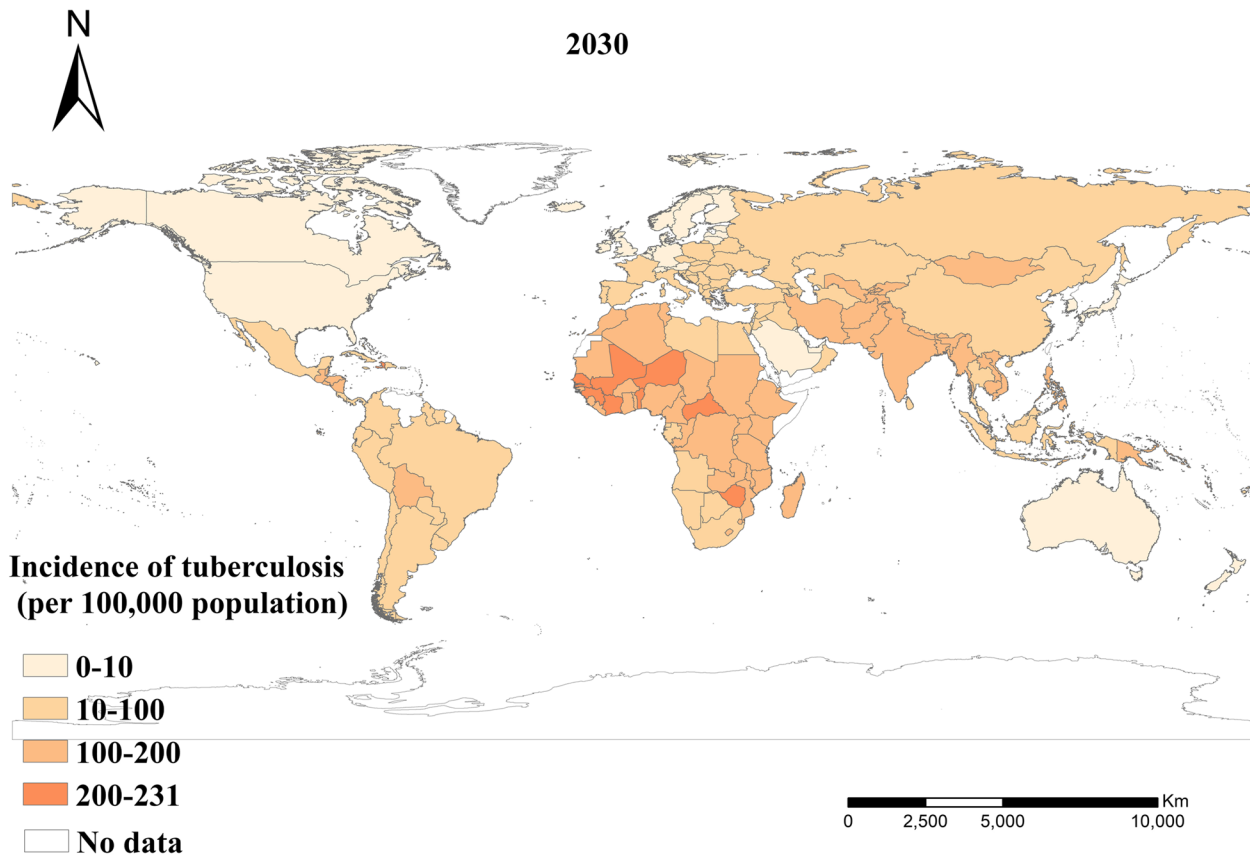 N
2030
Incidence of tuberculosis
(per 100,000 population)
0-10
10-100
100-200
200-231
No data
Km
0 2,500 5,000 10,000